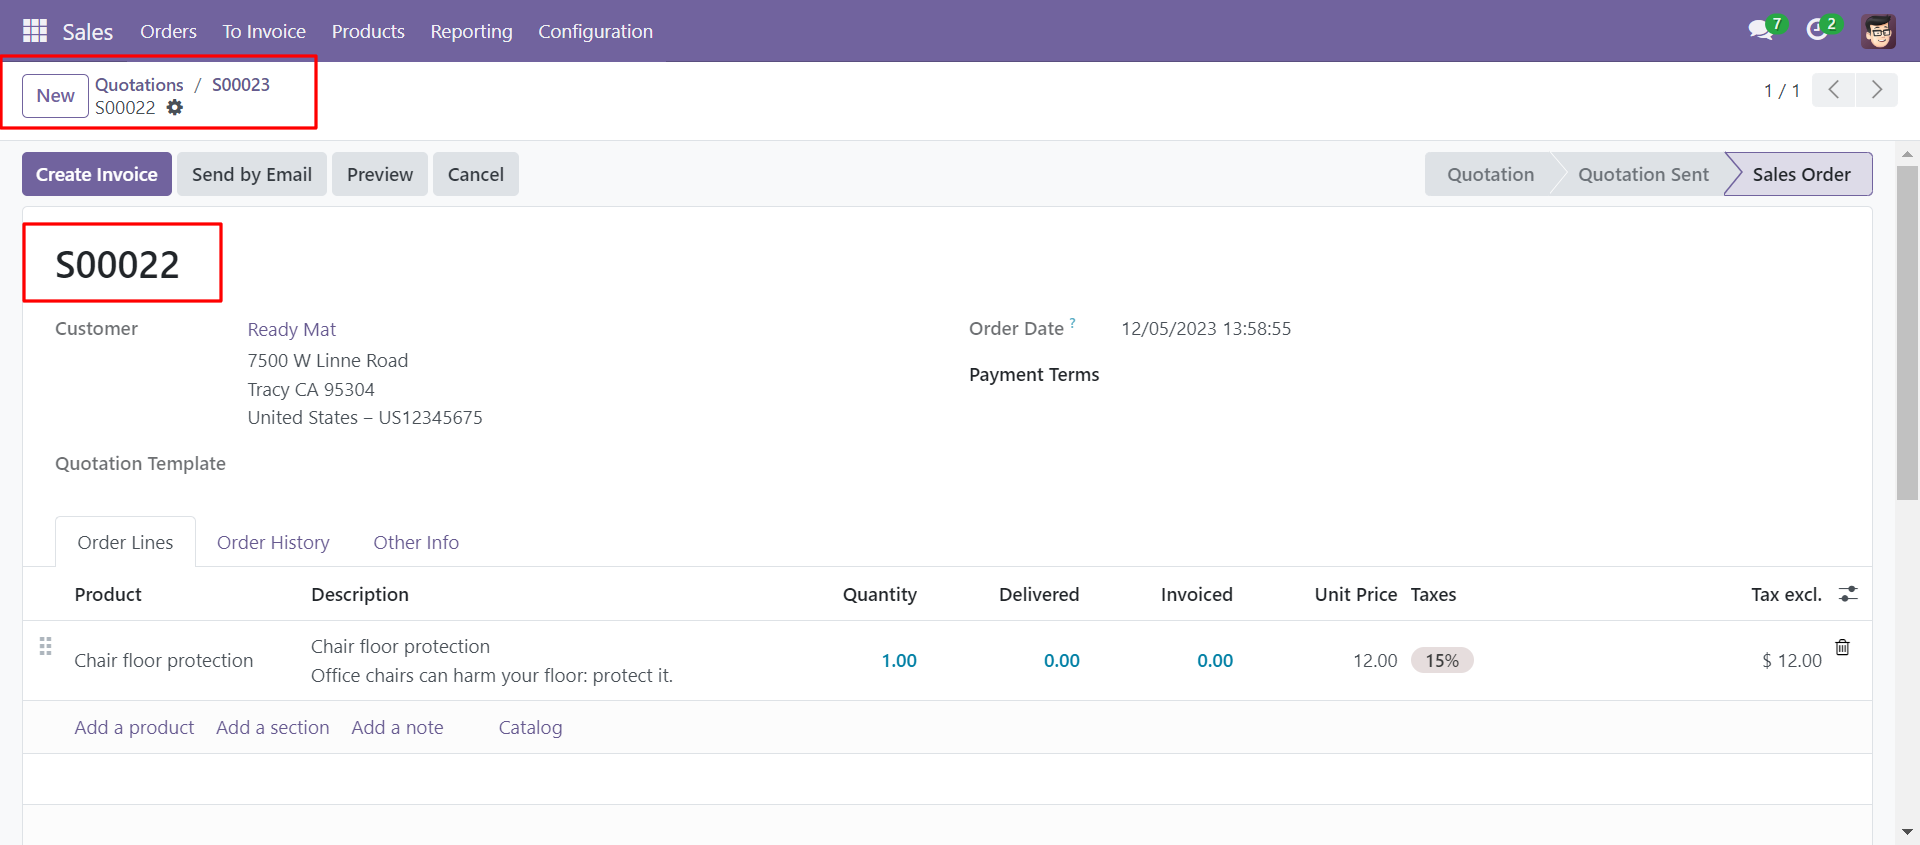 Sales Orders To Invoice Products Reporting Configuration 7 2
New Quotations / S00023
S00022
1 / 1
Create Invoice Send by Email Preview Cancel Quotation Quotation Sent Sales Order
S00022
Customer Ready Mat Order Date ? 12/05/2023 13:58:55
7500 W Linne Road
Tracy CA 95304
United States – US12345675
Payment Terms
Quotation Template
Order Lines Order History Other Info
Product Description Quantity Delivered Invoiced Unit Price Taxes Tax excl.
Chair floor protection Chair floor protection 1.00 0.00 0.00 12.00 15% $ 12.00
Office chairs can harm your floor: protect it.
Add a product Add a section Add a note Catalog